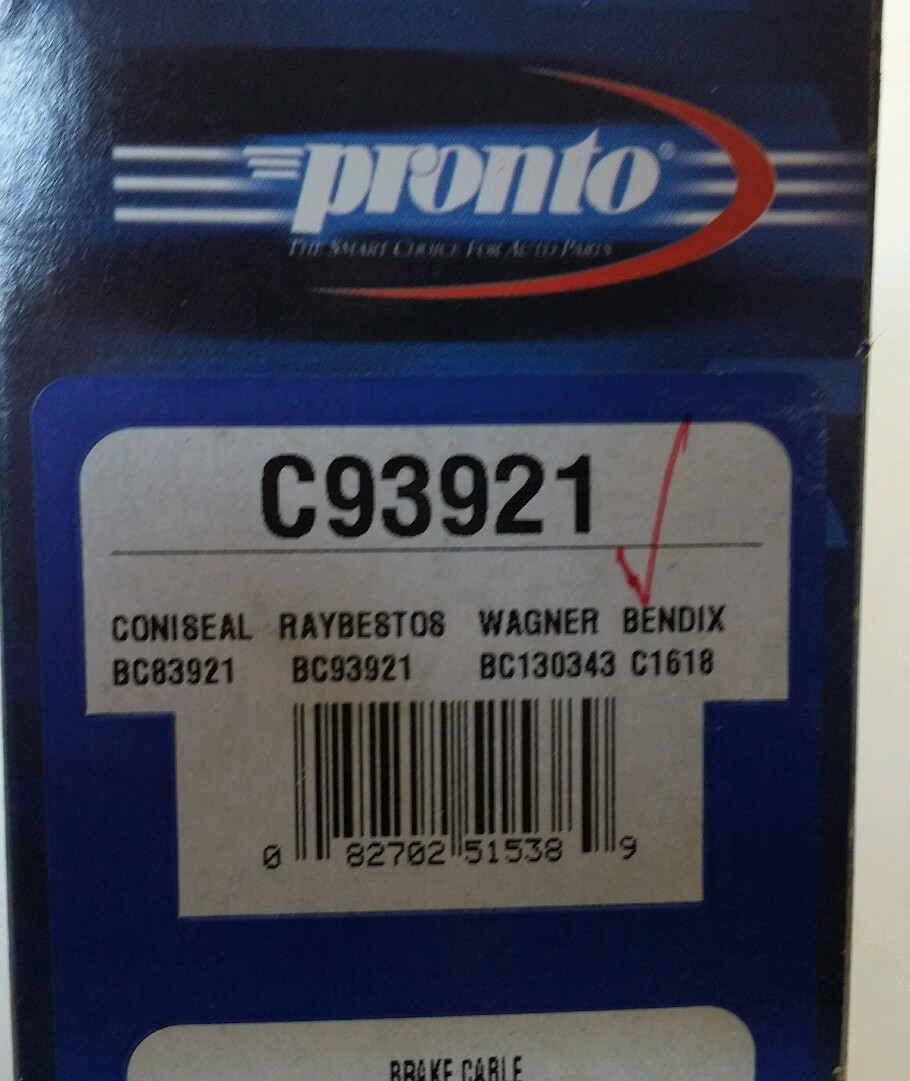 pronto®
THE SMART CHOICE FOR AUTO PARTS
C93921
CONISEAL RAYBESTOS WAGNER BENDIX
BC83921 BC93921 BC130343 C1618
0 82702 51538 9
BRAKE CABLE